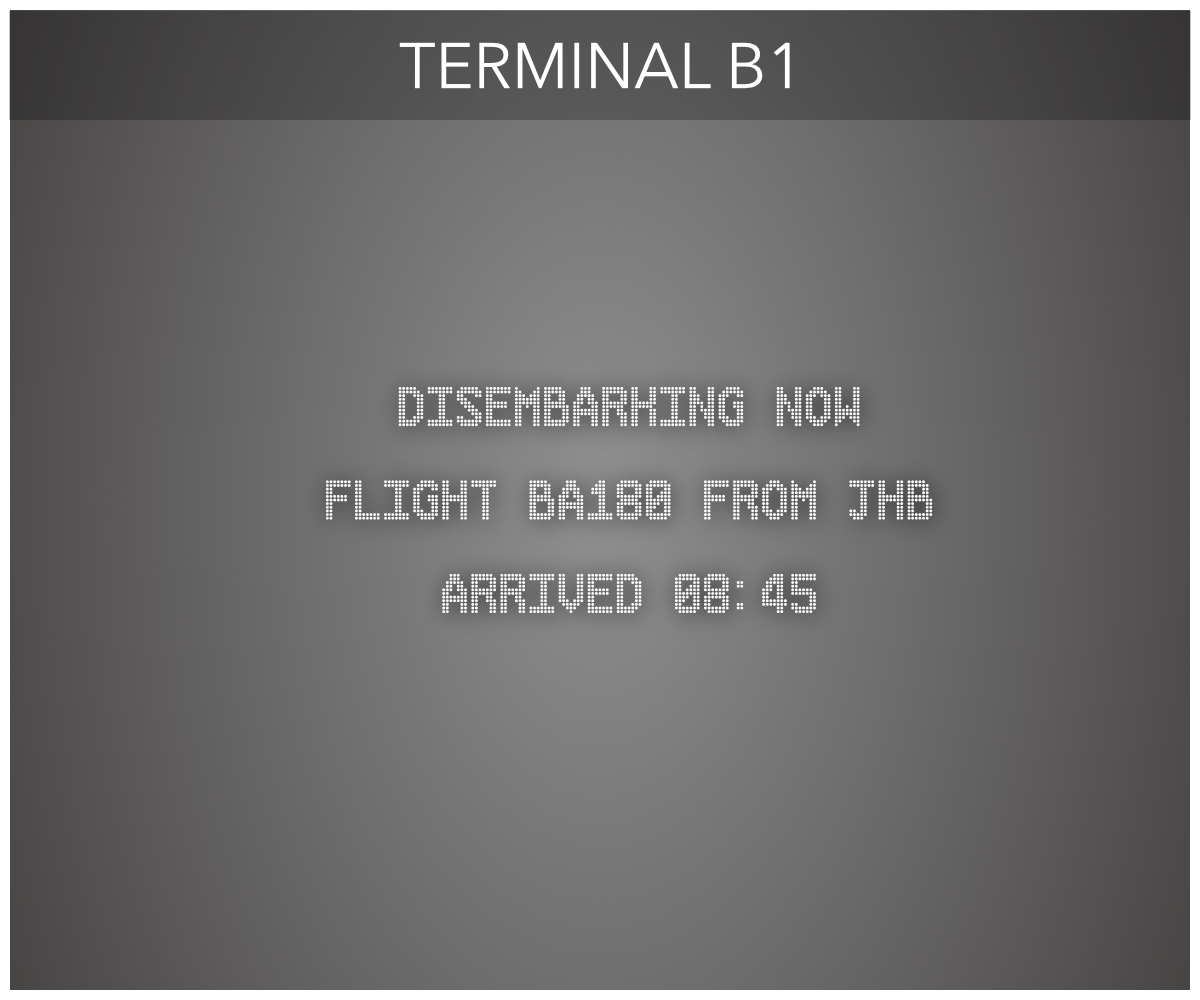 TERMINAL B1
DISEMBARKING NOW
FLIGHT BA180 FROM JHB
ARRIVED 08:45